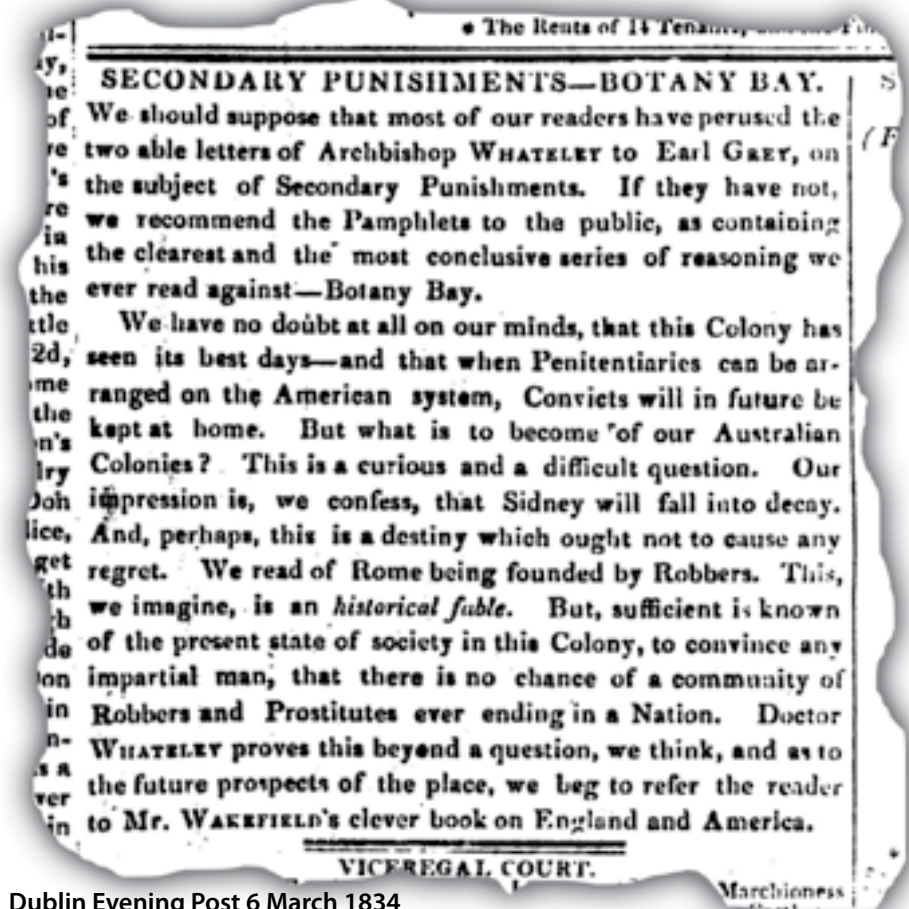 • The Rents of 14
SECONDARY PUNISHMENTS—BOTANY BAY.
We should suppose that most of our readers have perused the
two able letters of Archbishop WHATELEY to Earl GREY, on
the subject of Secondary Punishments. If they have not,
we recommend the Pamphlets to the public, as containing
the clearest and the most conclusive series of reasoning we
ever read against—Botany Bay.
We have no doubt at all on our minds, that this Colony has
seen its best days—and that when Penitentiaries can be ar-
ranged on the American system, Convicts will in future be
kept at home. But what is to become of our Australian
Colonies? This is a curious and a difficult question. Our
impression is, we confess, that Sidney will fall into decay.
And, perhaps, this is a destiny which ought not to cause any
regret. We read of Rome being founded by Robbers. This,
we imagine, is an historical fable. But, sufficient is known
of the present state of society in this Colony, to convince any
impartial man, that there is no chance of a community of
Robbers and Prostitutes ever ending in a Nation. Doctor
WHATELEY proves this beyond a question, we think, and as to
the future prospects of the place, we beg to refer the reader
to Mr. WAKEFIELD's clever book on England and America.
VICEREGAL COURT.
Marchioness
Dublin Evening Post 6 March 1834